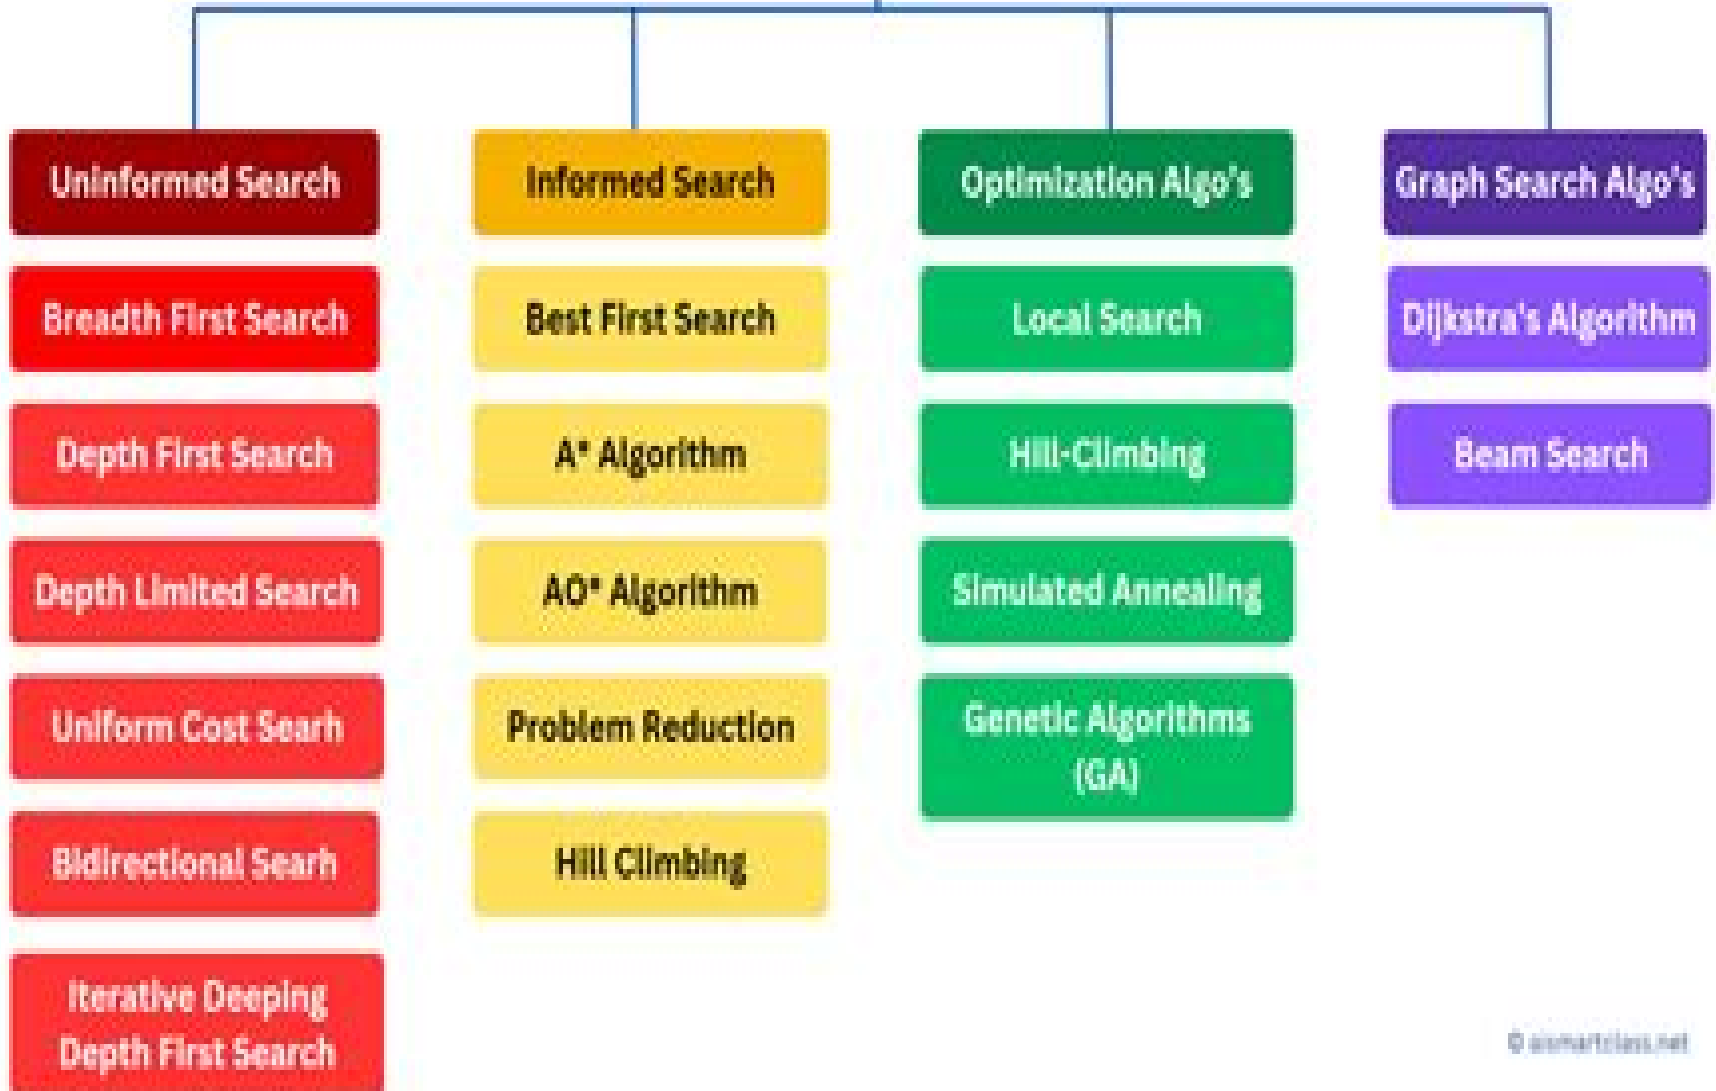 Uninformed Search
Breadth First Search
Depth First Search
Depth Limited Search
Uniform Cost Searh
Bidirectional Searh
Iterative Deeping
Depth First Search
Informed Search
Best First Search
A* Algorithm
AO* Algorithm
Problem Reduction
Hill Climbing
Optimization Algo's
Local Search
Hill-Climbing
Simulated Annealing
Genetic Algorithms
(GA)
Graph Search Algo's
Dijkstra's Algorithm
Beam Search
© aismartclass.net